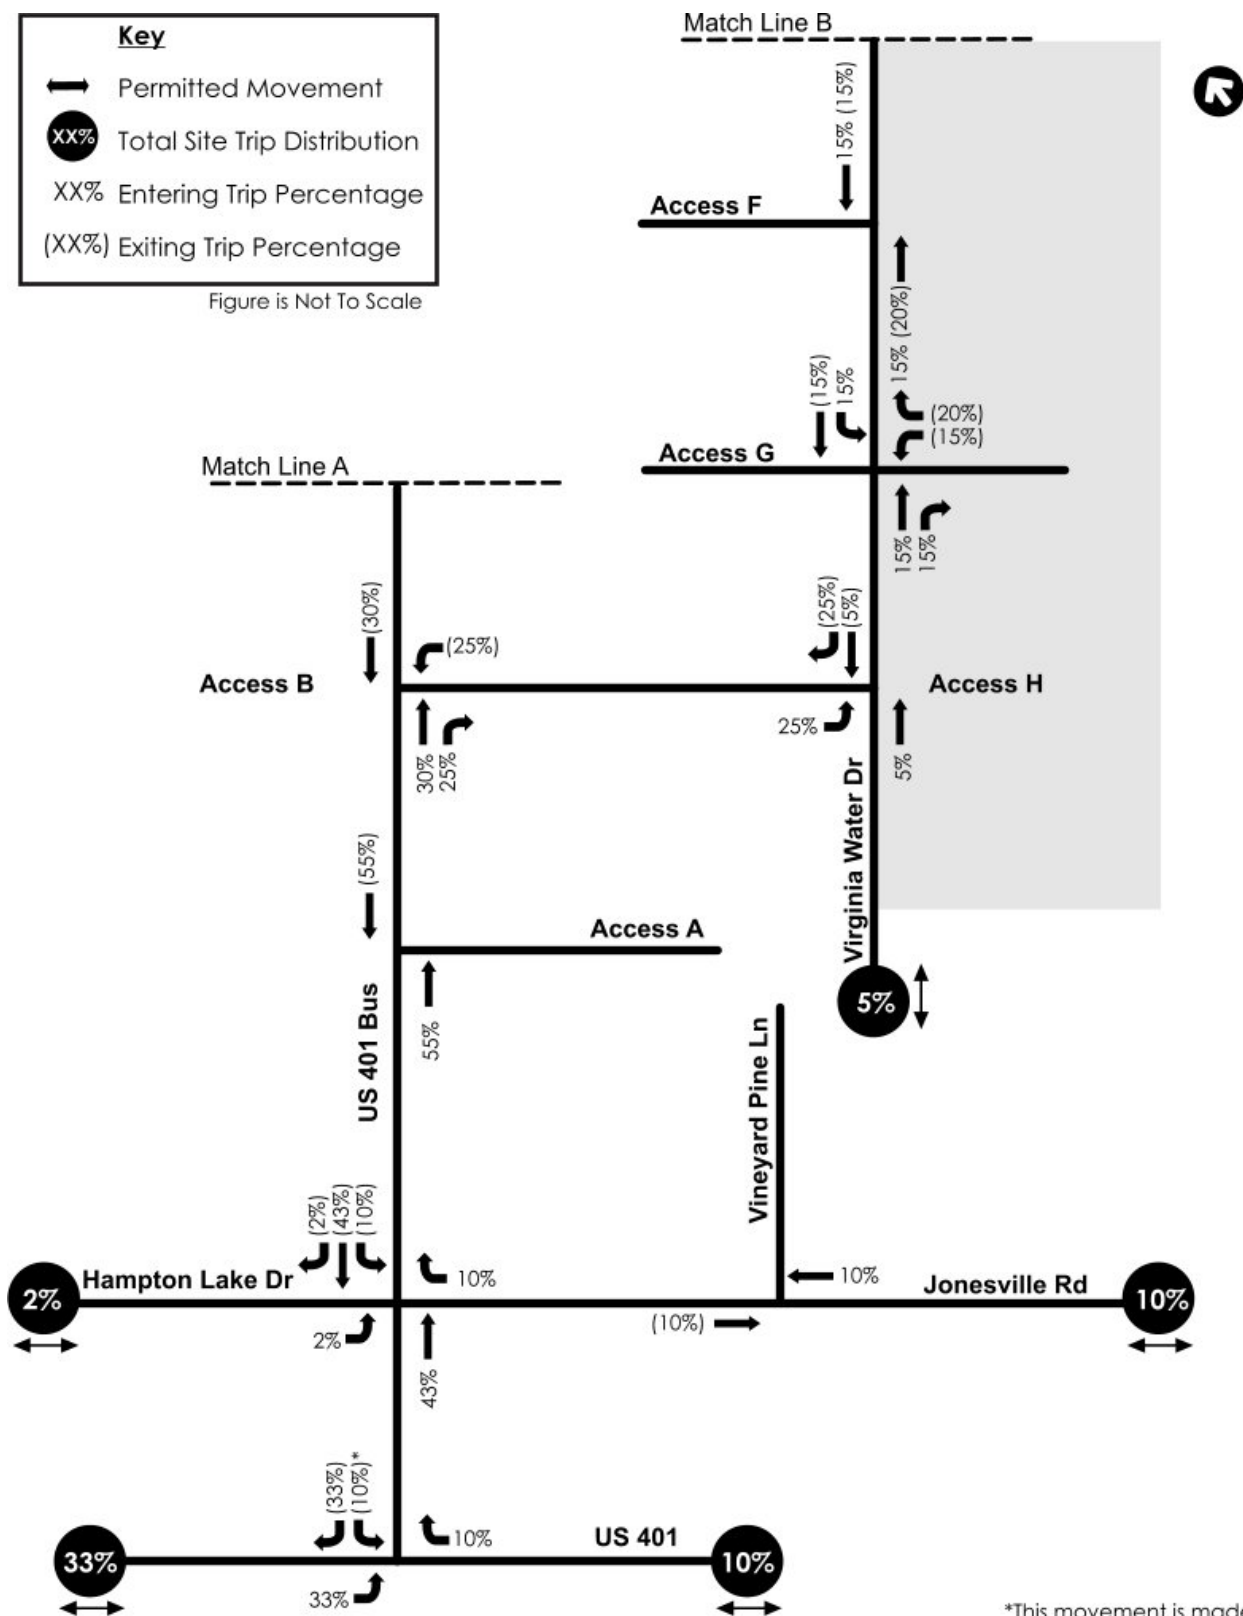 Key
Permitted Movement
XX% Total Site Trip Distribution
XX% Entering Trip Percentage
(XX%) Exiting Trip Percentage
Figure is Not To Scale
Match Line B
15% (15%)
Access F
15% (20%)
(15%)
15%
(20%)
(15%)
Access G
15%
15%
Match Line A
(30%)
(25%)
(25%)
(5%)
Access B
Access H
30%
25%
25%
5%
(55%)
Access A
Virginia Water Dr
5%
US 401 Bus
55%
Vineyard Pine Ln
(2%)
(43%)
(10%)
2%
Hampton Lake Dr
10%
10%
Jonesville Rd
10%
2%
(10%)
43%
(33%)
(10%)*
10%
US 401
33%
10%
33%
*This movement is made